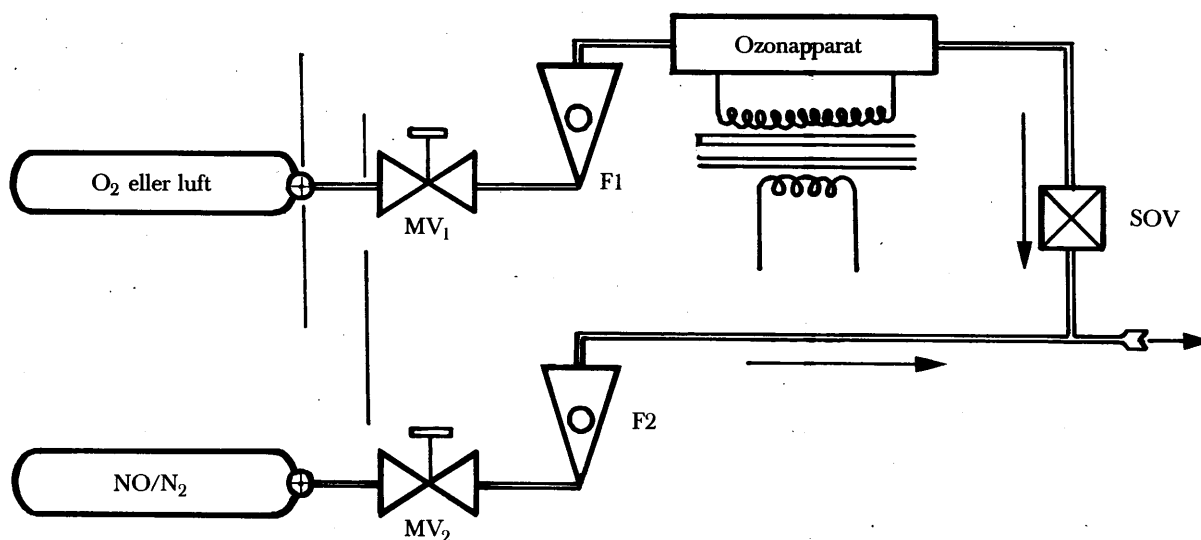 Ozonapparat
O₂ eller luft
F1
MV₁
SOV
F2
NO/N₂
MV₂